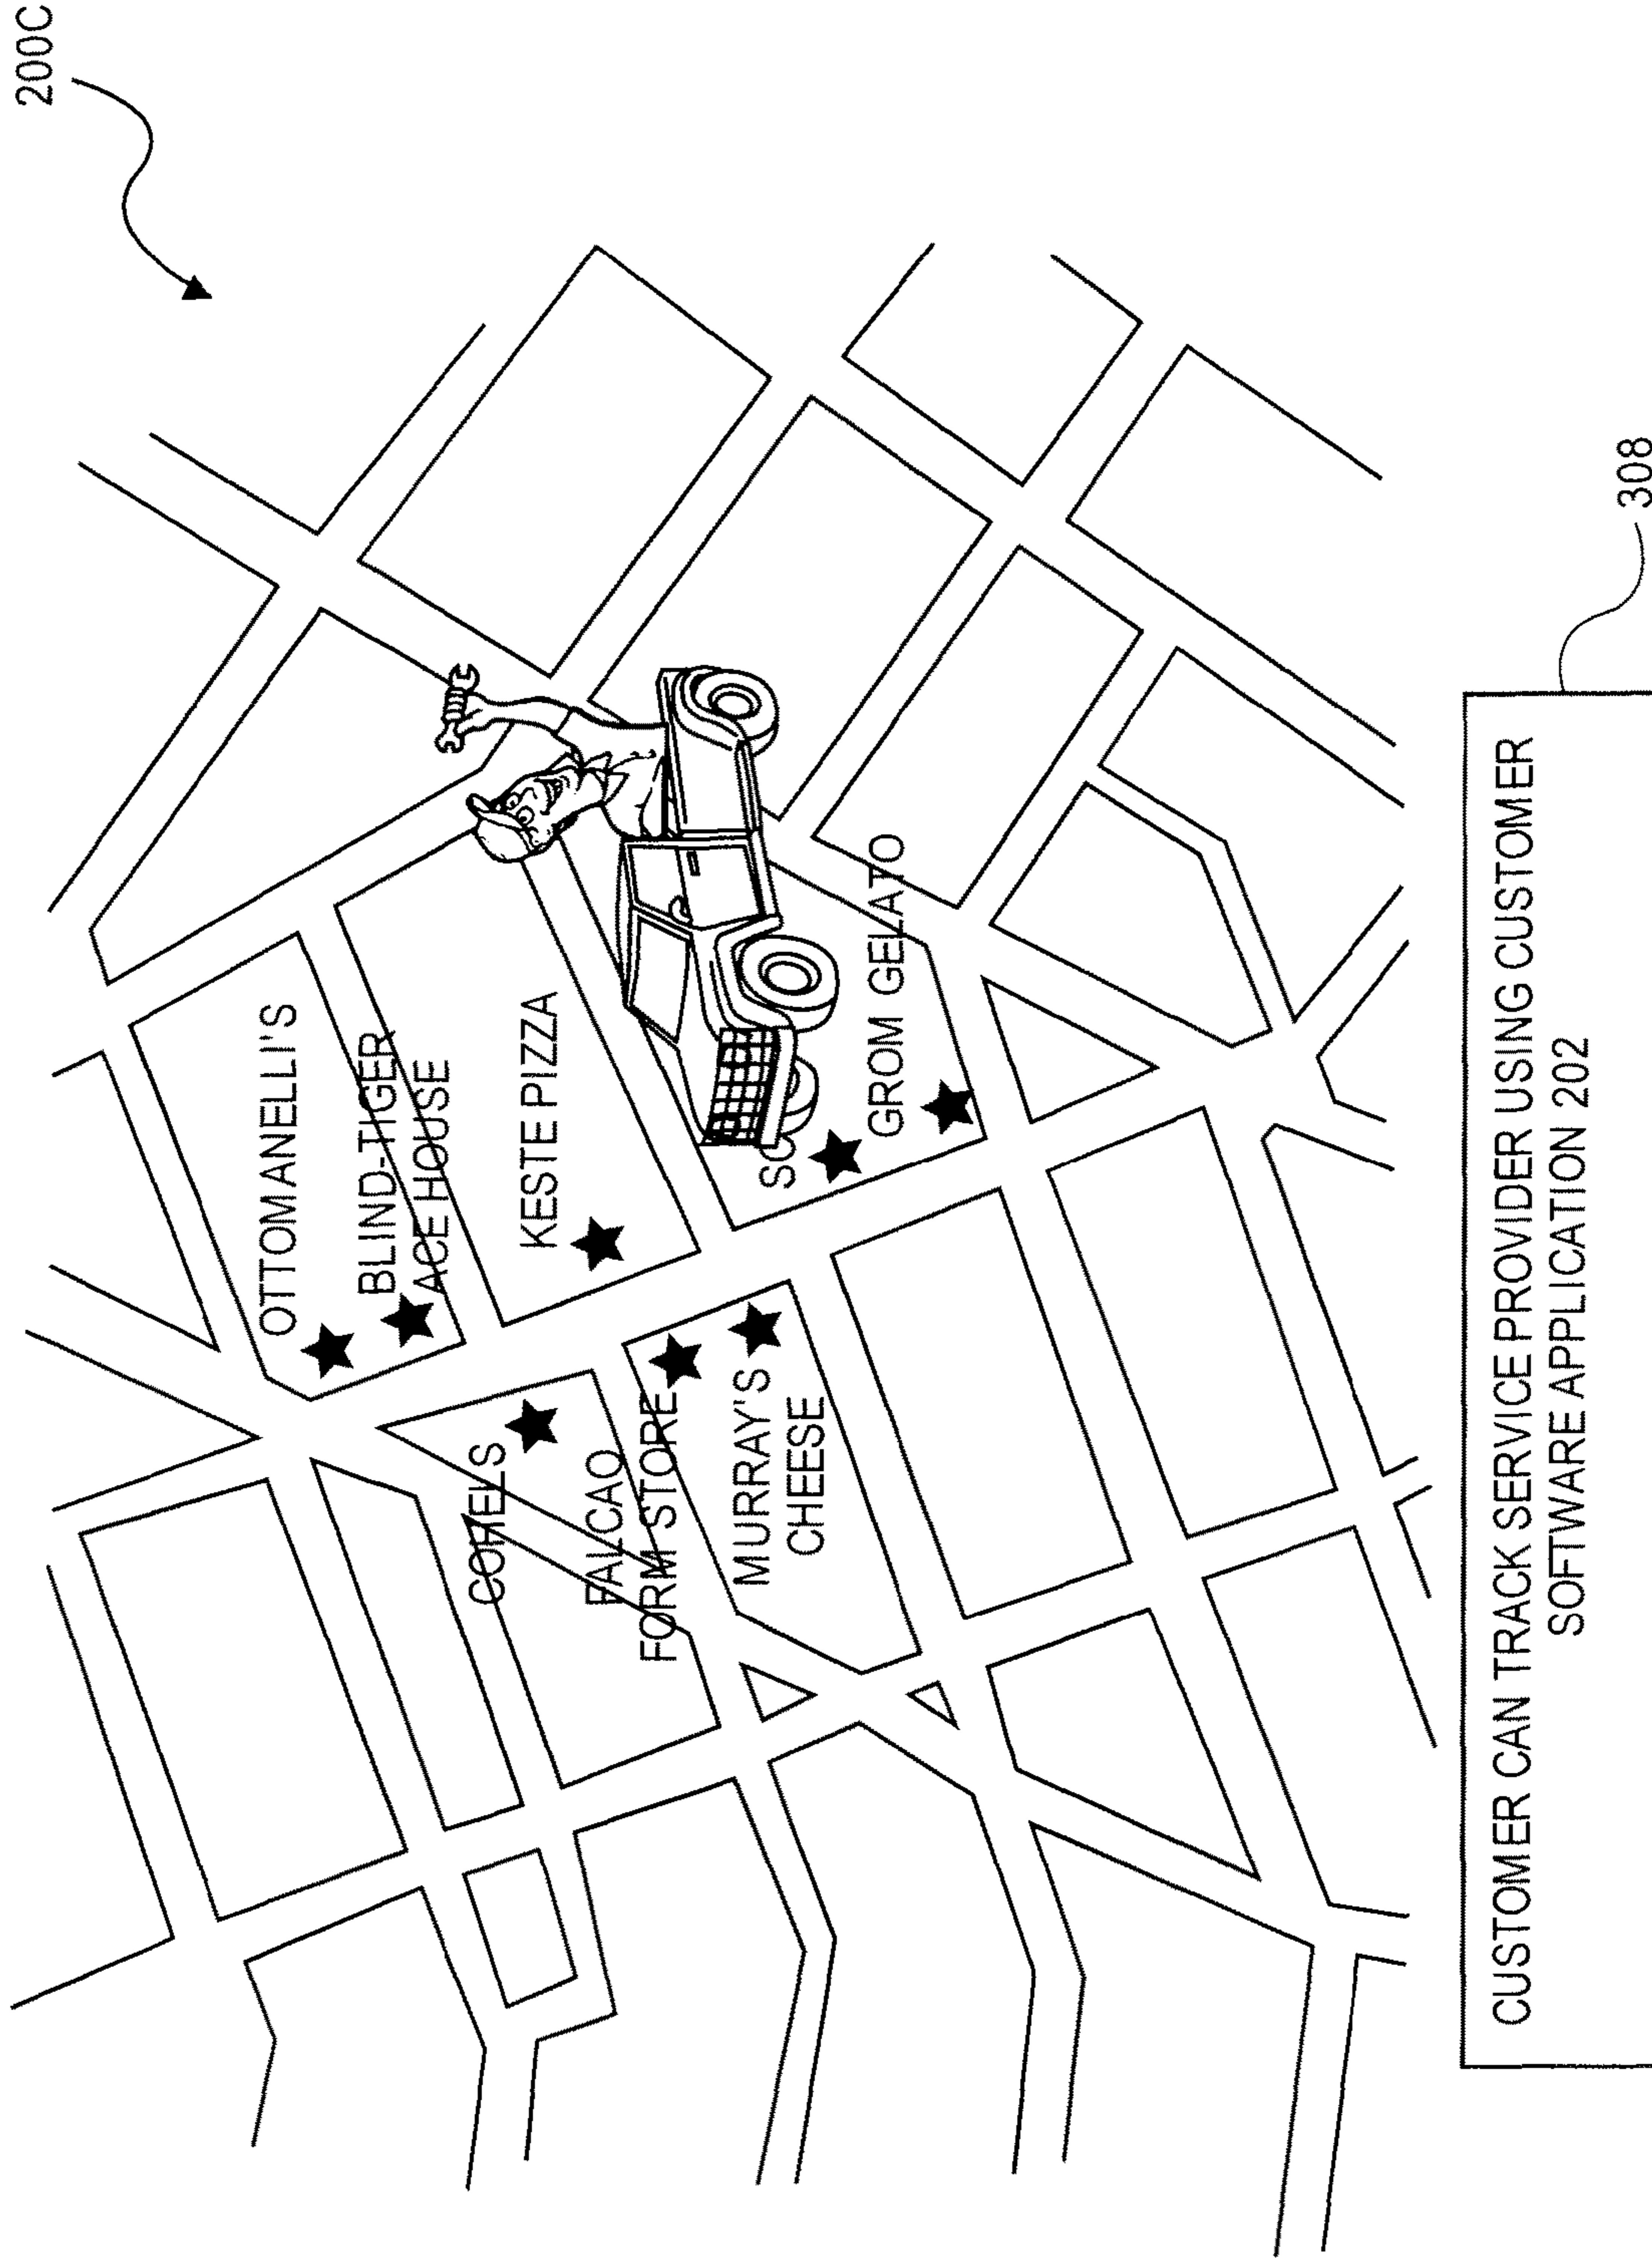 200C
OTTOMANELLI'S
BLIND-TIGER
ACE HOUSE
KESTE PIZZA
COHELS
FALCAO
FORM STORE
MURRAY'S
CHEESE
GROM GELATO
308
CUSTOMER CAN TRACK SERVICE PROVIDER USING CUSTOMER
SOFTWARE APPLICATION 202